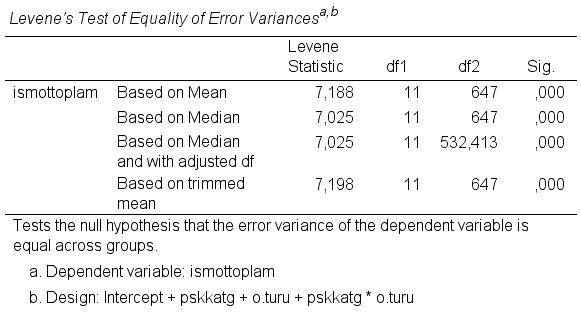 Levene's Test of Equality of Error Variancesa,b
Levene
Statistic df1 df2 Sig.
ismottoplam Based on Mean 7,188 11 647 ,000
Based on Median 7,025 11 647 ,000
Based on Median
and with adjusted df 7,025 11 532,413 ,000
Based on trimmed
mean 7,198 11 647 ,000
Tests the null hypothesis that the error variance of the dependent variable is
equal across groups.
a. Dependent variable: ismottoplam
b. Design: Intercept + pskkatg + o.turu + pskkatg * o.turu